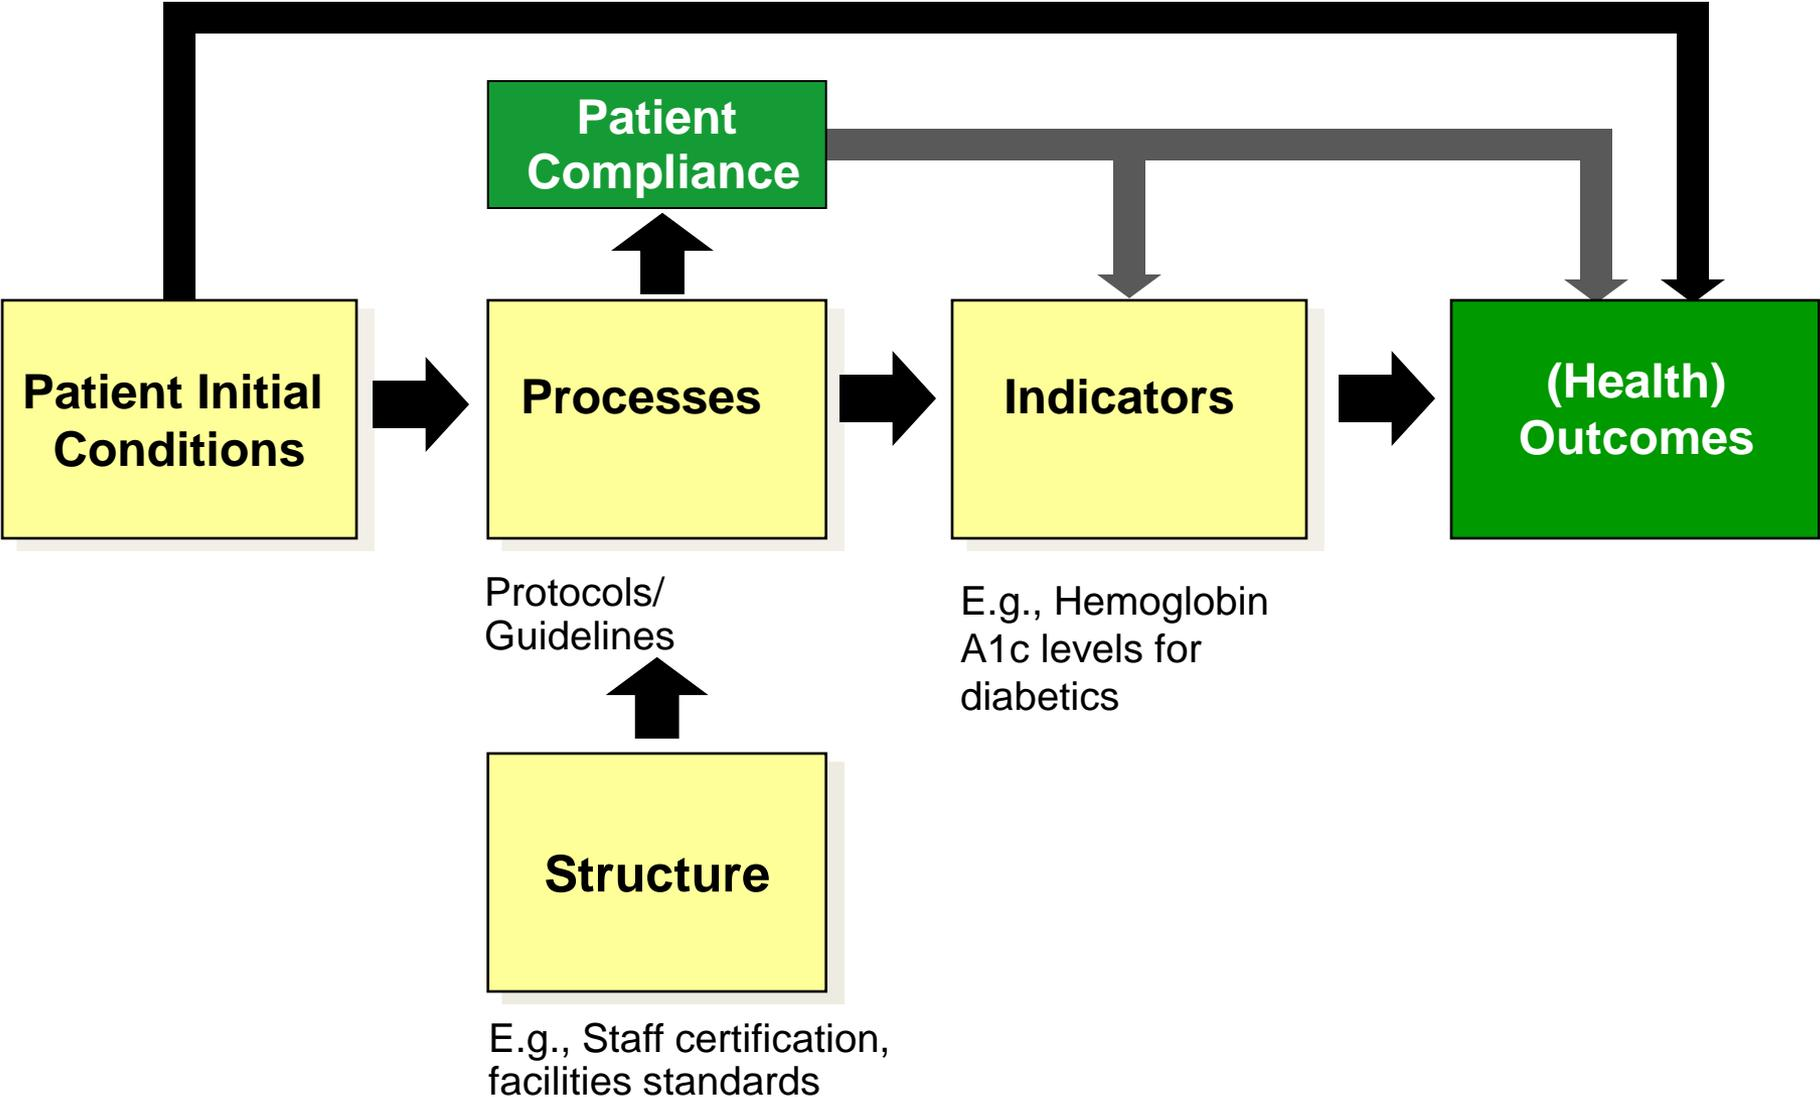 Patient
Compliance
Patient Initial
Conditions
Processes
Indicators
(Health)
Outcomes
Protocols/
Guidelines
E.g., Hemoglobin
A1c levels for
diabetics
Structure
E.g., Staff certification,
facilities standards